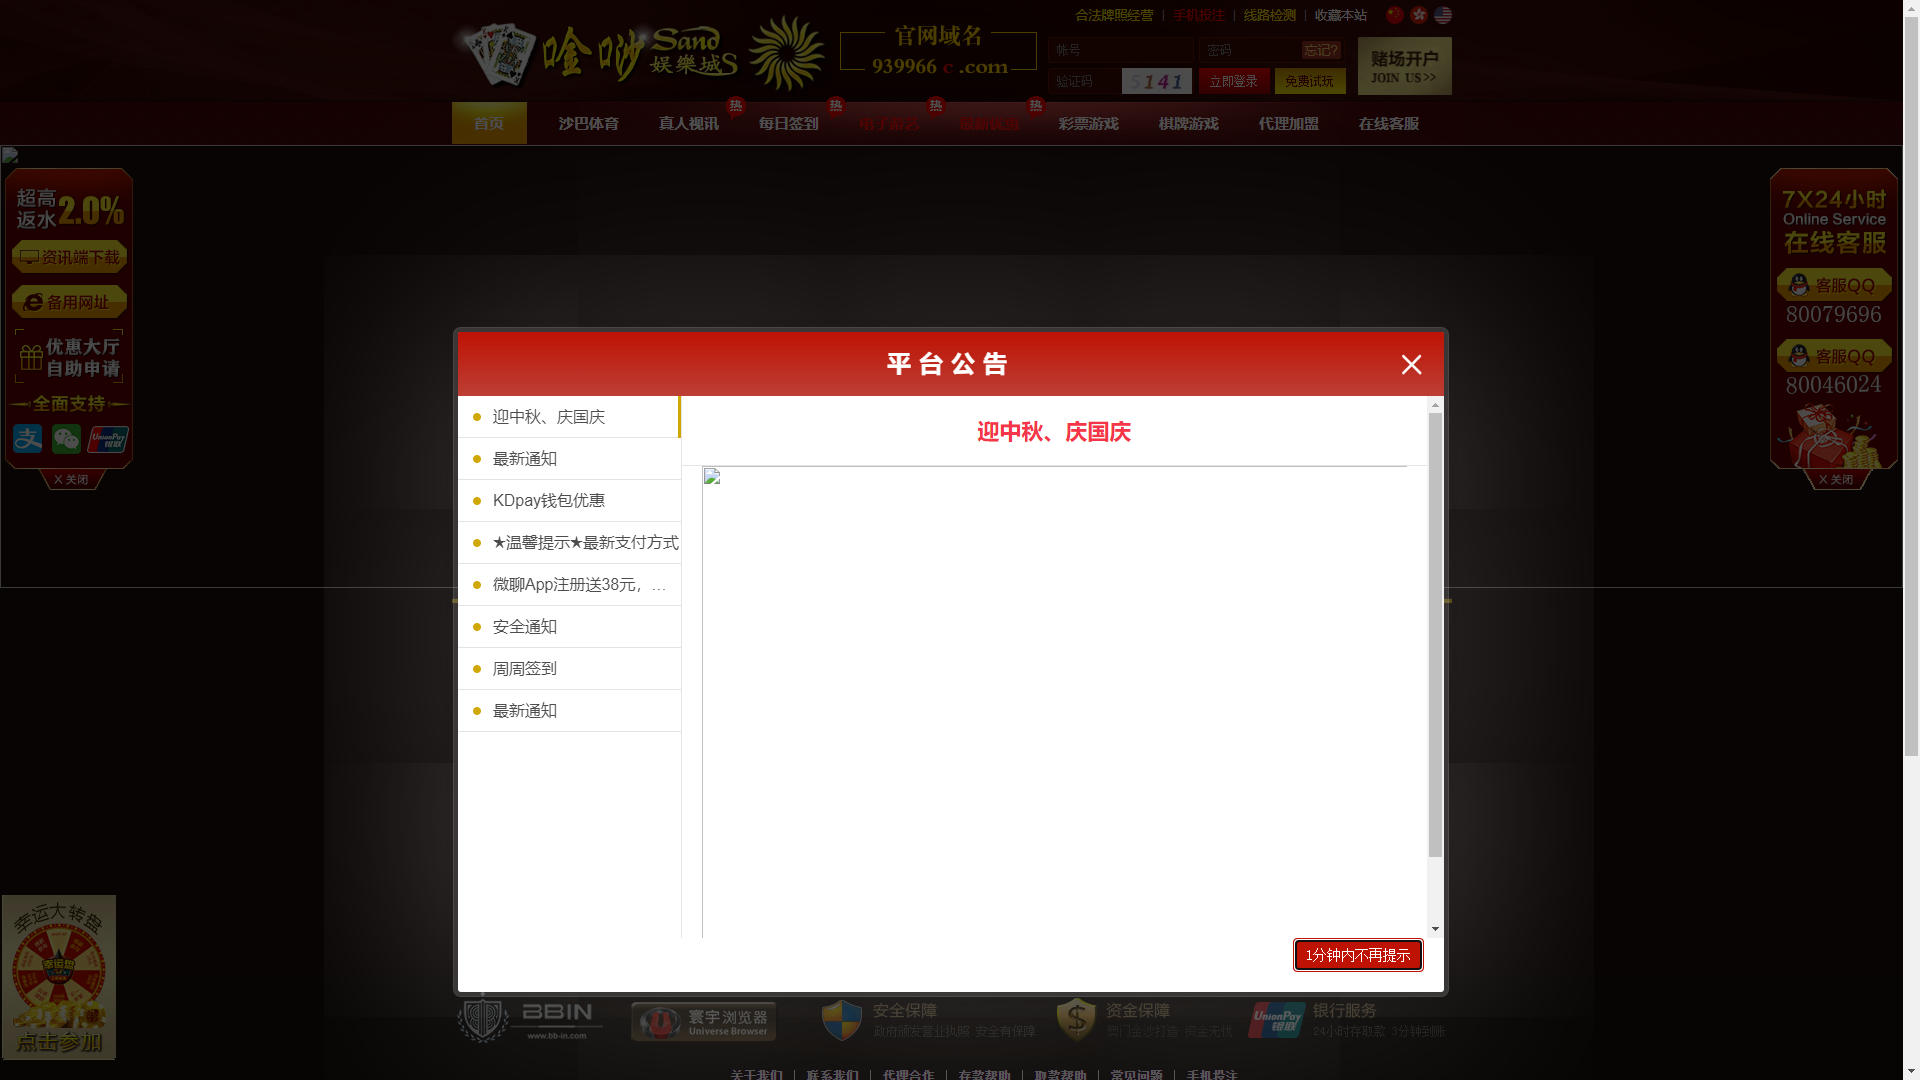 合法牌照经营 | 手机投注 | 线路检测 | 收藏本站
唫唦 Sands
娱樂城
官网域名
939966 c .com
帐号
密码
忘记?
验证码
5141
立即登录
免费试玩
赌场开户
JOIN US>>
首页
沙巴体育
真人视讯
热
每日签到
热
电子游艺
热
最新优惠
热
彩票游戏
棋牌游戏
代理加盟
在线客服
超高
返水2.0%
资讯端下载
备用网址
优惠大厅
自助申请
全面支持
支
UnionPay
银联
X 关闭
7X24小时
Online Service
在线客服
客服QQ
80079696
客服QQ
80046024
X 关闭
平台公告
迎中秋、庆国庆
最新通知
KDpay钱包优惠
★温馨提示★最新支付方式
微聊App注册送38元，...
安全通知
周周签到
最新通知
迎中秋、庆国庆
1分钟内不再提示
幸运大转盘
点击参加
BBIN
www.bb-in.com
寰宇浏览器
Universe Browser
安全保障
政府颁发营业执照 安全有保障
资金保障
澳门金沙打造 资金无忧
UnionPay
银联
银行服务
24小时存取款 3分钟到账
关于我们 | 联系我们 | 代理合作 | 存款帮助 | 取款帮助 | 常见问题 | 手机投注